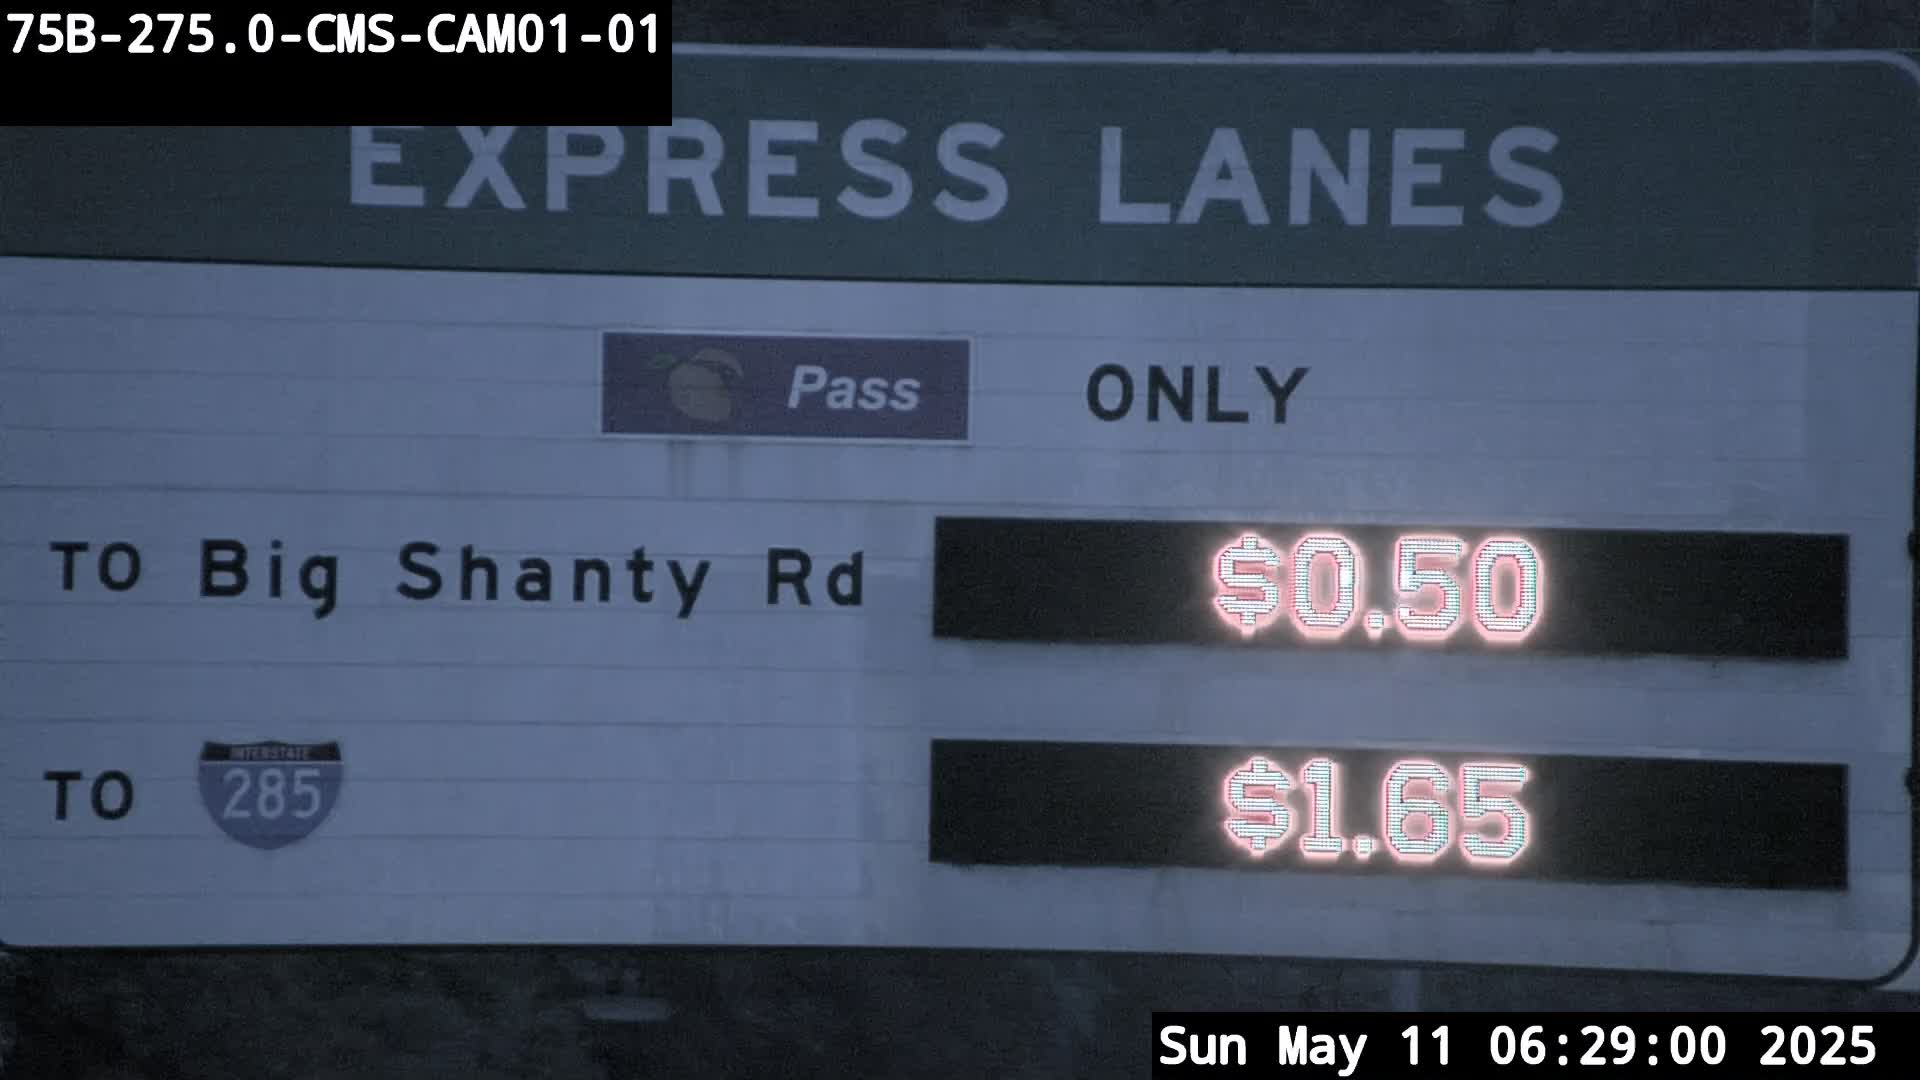 75B-275.0-CMS-CAM01-01
EXPRESS LANES
Pass ONLY
TO Big Shanty Rd $0.50
INTERSTATE
TO 285 $1.65
Sun May 11 06:29:00 2025